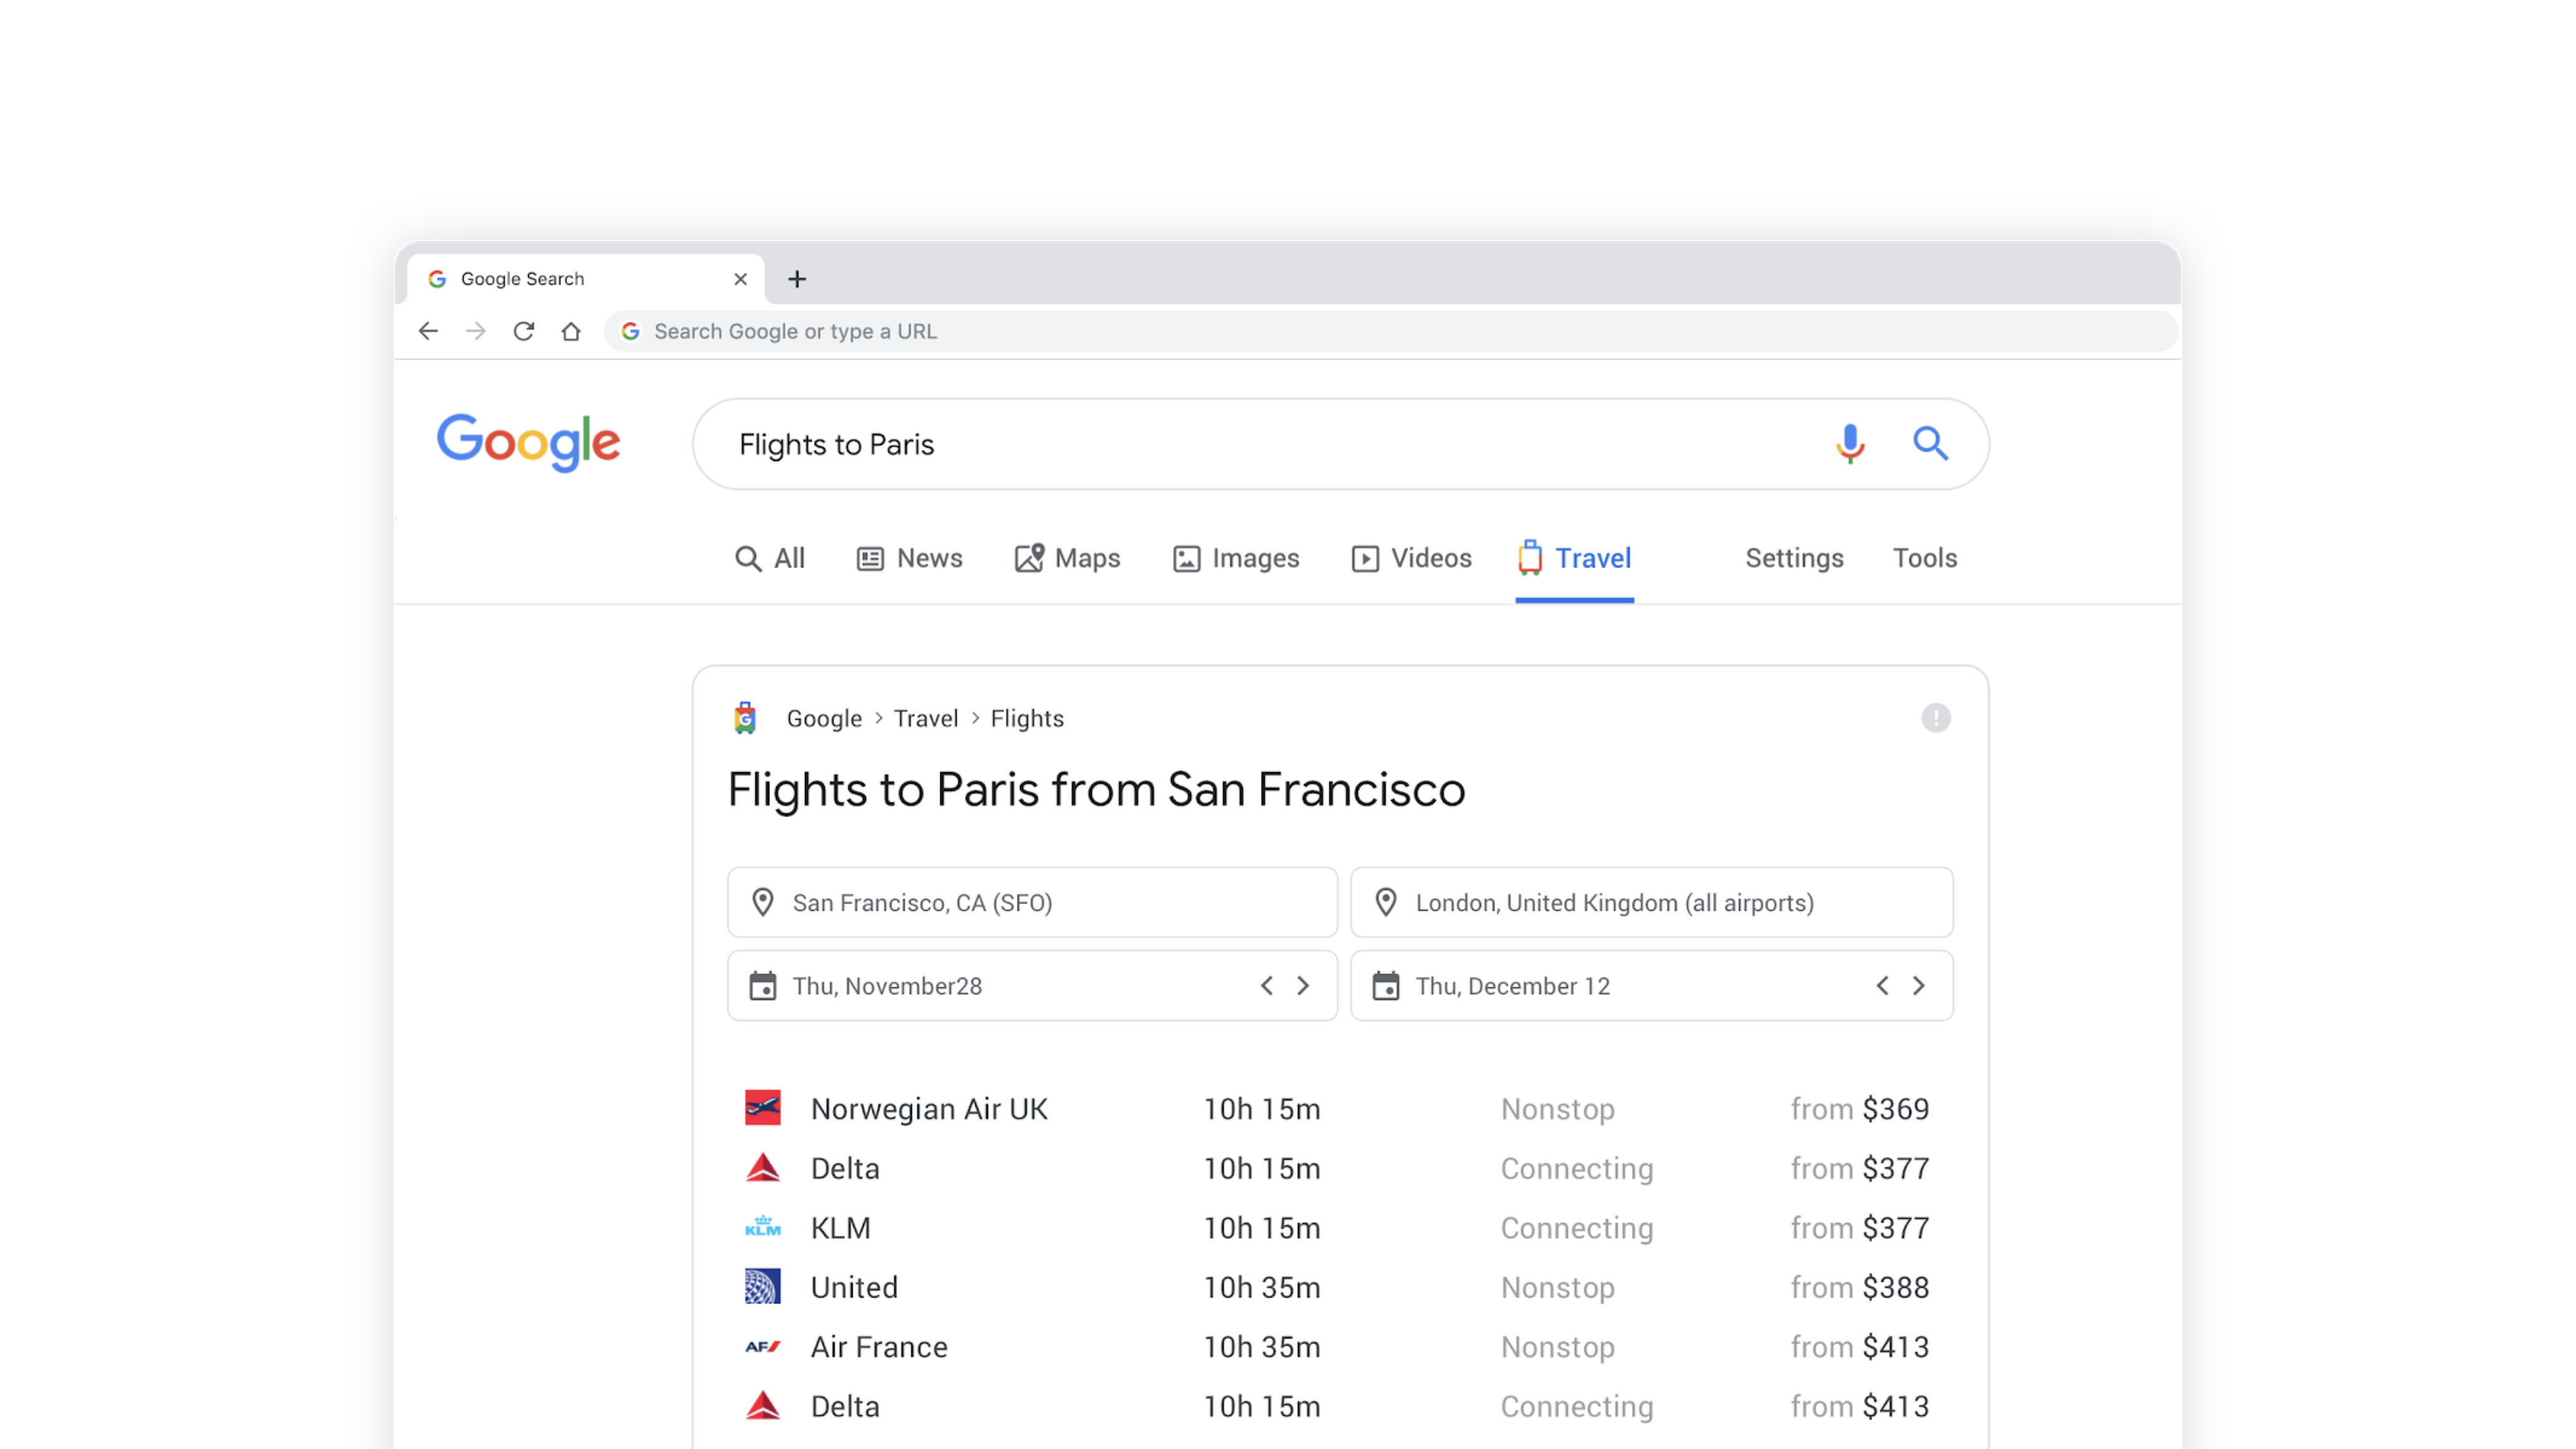 Google Search
Search Google or type a URL
Google
Flights to Paris
All News Maps Images Videos Travel Settings Tools
Google > Travel > Flights
Flights to Paris from San Francisco
San Francisco, CA (SFO) London, United Kingdom (all airports)
Thu, November28 Thu, December 12
Norwegian Air UK 10h 15m Nonstop from $369
Delta 10h 15m Connecting from $377
KLM KLM 10h 15m Connecting from $377
United 10h 35m Nonstop from $388
AF Air France 10h 35m Nonstop from $413
Delta 10h 15m Connecting from $413